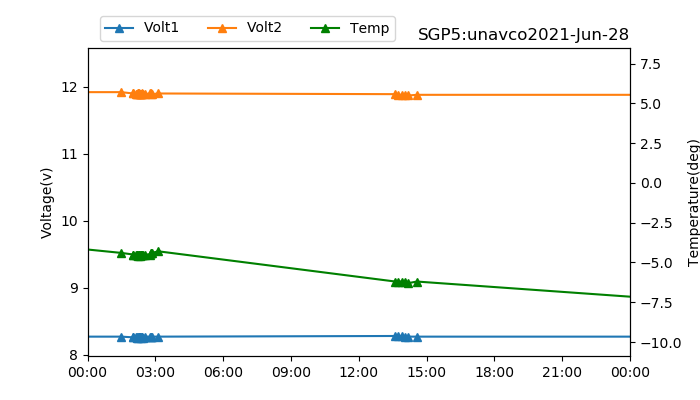 Volt1 Volt2 Temp
SGP5:unavco2021-Jun-28
12
11
10
9
8
Voltage(v)
7.5
5.0
2.5
0.0
−2.5
−5.0
−7.5
−10.0
Temperature(deg)
00:00 03:00 06:00 09:00 12:00 15:00 18:00 21:00 00:00